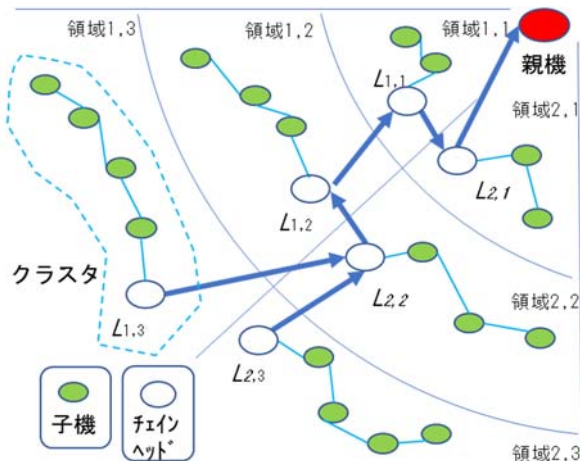 領域1,3
領域1,2
領域1,1
親機
L1,1
領域2,1
L2,1
L1,2
クラスタ
L2,2
領域2,2
L1,3
L2,3
子機
ﾁｪｲﾝ
ﾍｯﾄﾞ
領域2,3